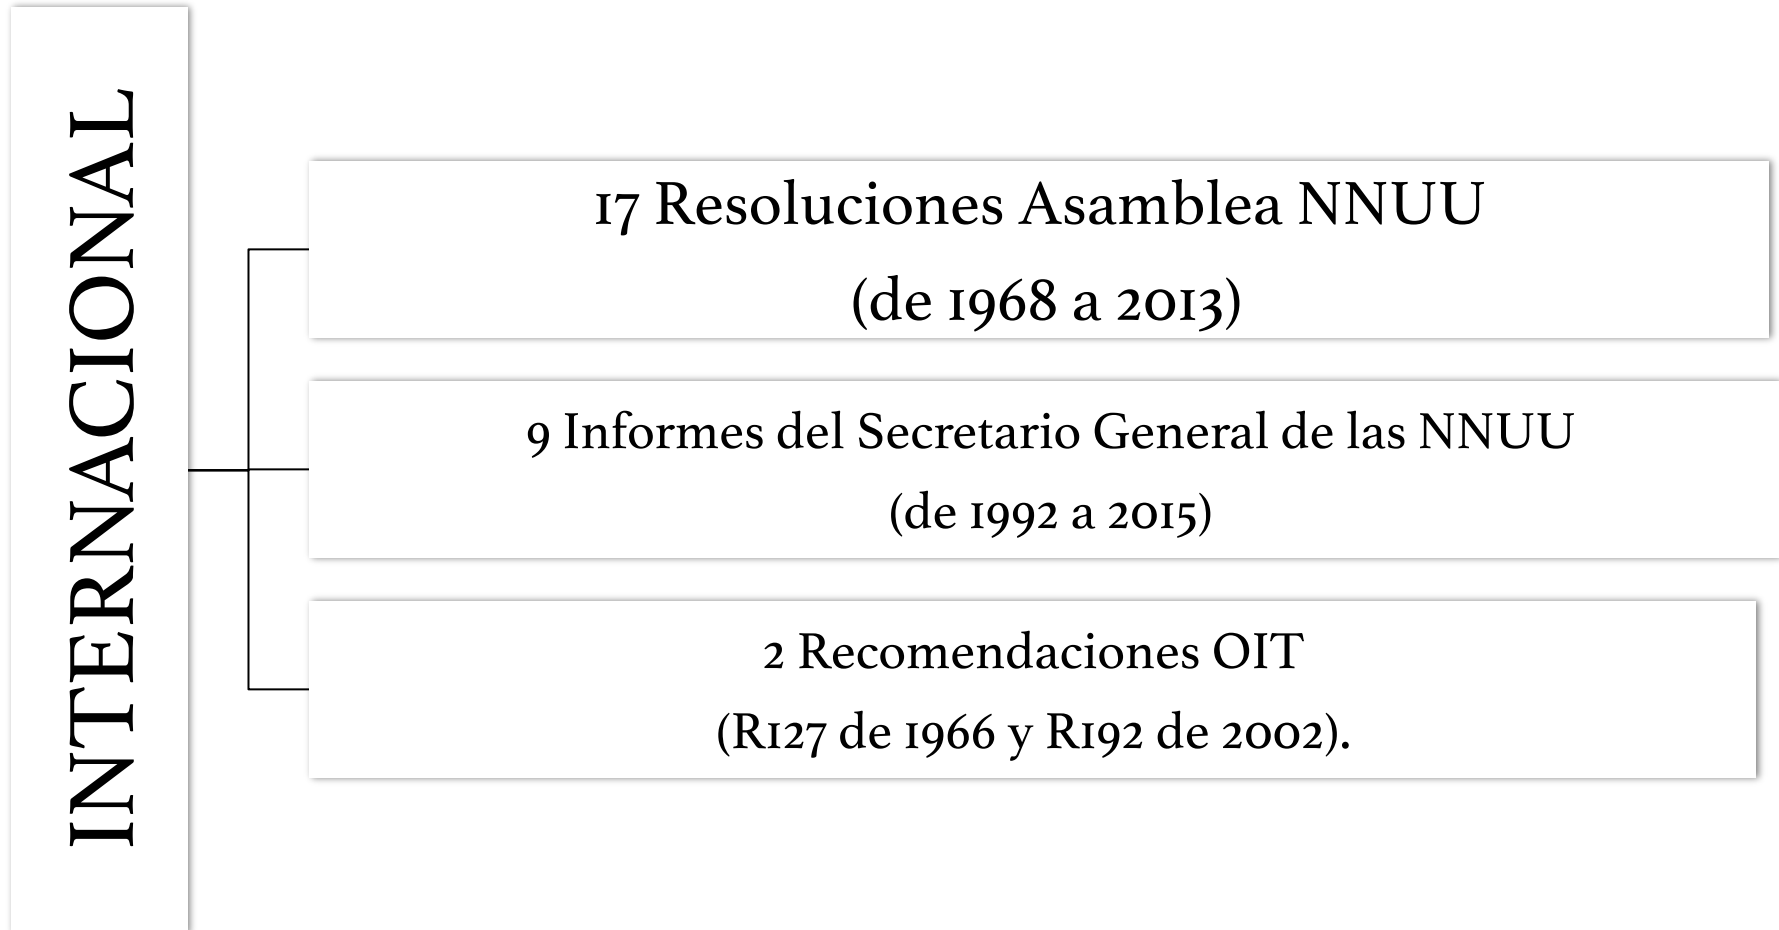 INTERNACIONAL
17 Resoluciones Asamblea NNUU
(de 1968 a 2013)
9 Informes del Secretario General de las NNUU
(de 1992 a 2015)
2 Recomendaciones OIT
(R127 de 1966 y R192 de 2002).